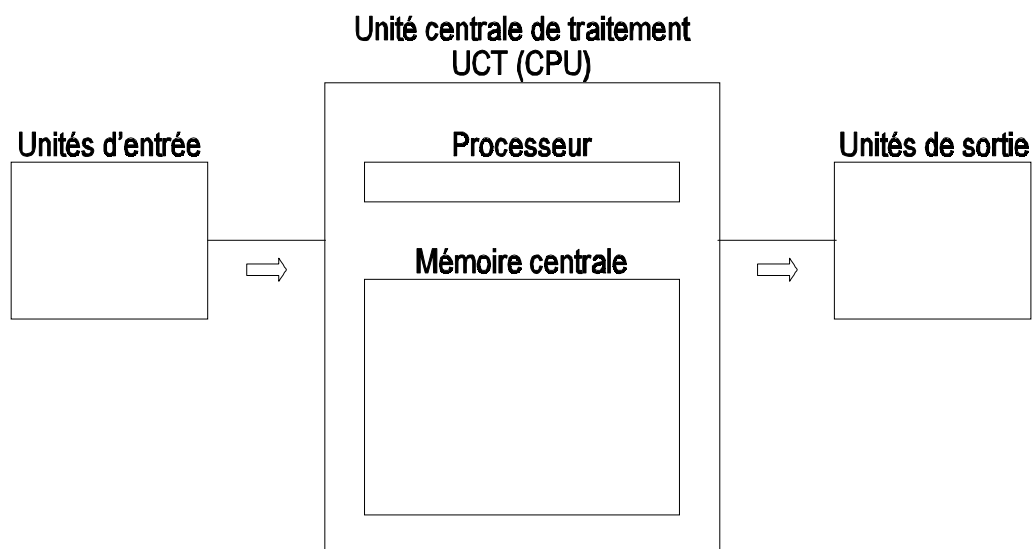 Unité centrale de traitement
UCT (CPU)
Unités d'entrée
Processeur
Unités de sortie
Mémoire centrale